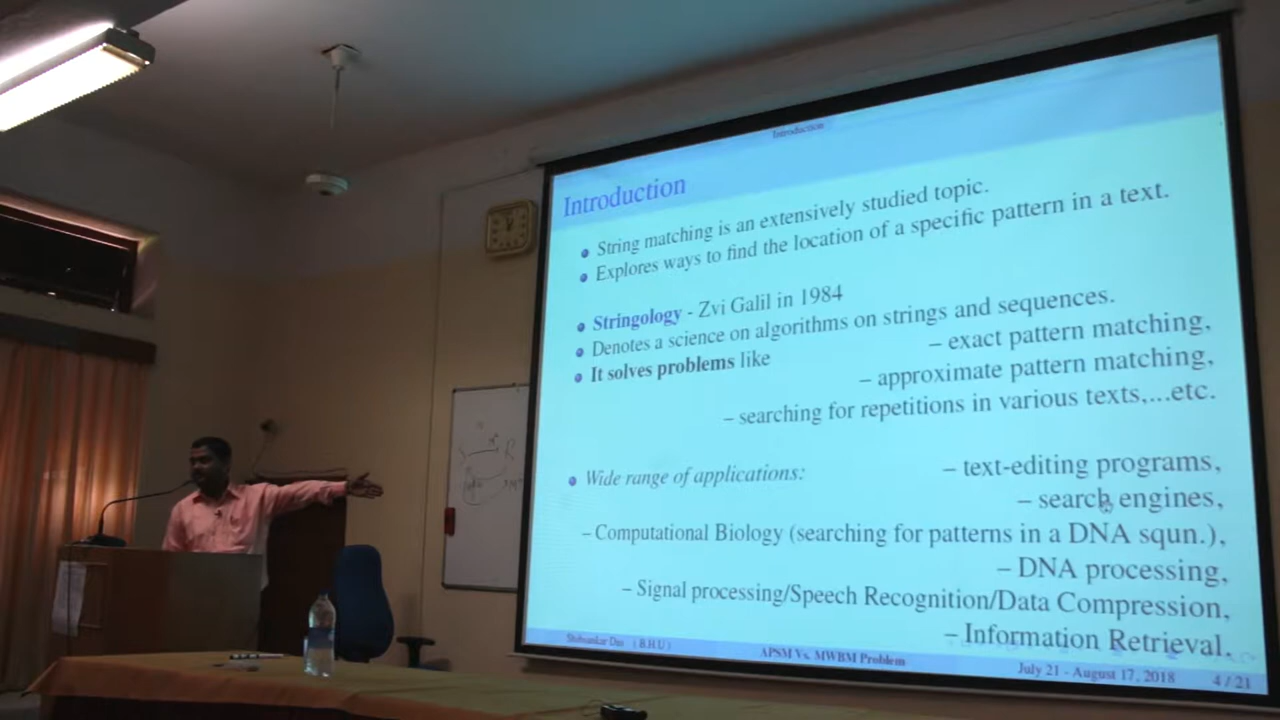 Introduction
Introduction
String matching is an extensively studied topic.
Explores ways to find the location of a specific pattern in a text.
Stringology - Zvi Galil in 1984
Denotes a science on algorithms on strings and sequences.
It solves problems like – exact pattern matching,
– approximate pattern matching,
– searching for repetitions in various texts,...etc.
Wide range of applications: – text-editing programs,
– search engines,
– Computational Biology (searching for patterns in a DNA squn.),
– DNA processing,
– Signal processing/Speech Recognition/Data Compression,
– Information Retrieval.
Das (B.H.U) APSM Vs. MWBM Problem July 21 - August 17, 2018 4 / 21